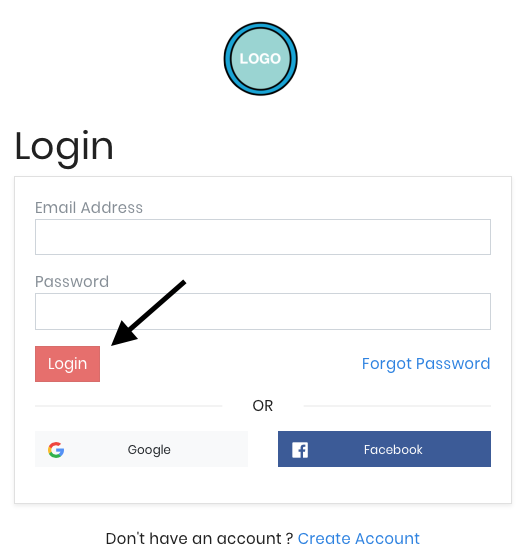 LOGO
Login
Email Address
Password
Login Forgot Password
OR
Google Facebook
Don't have an account ? Create Account